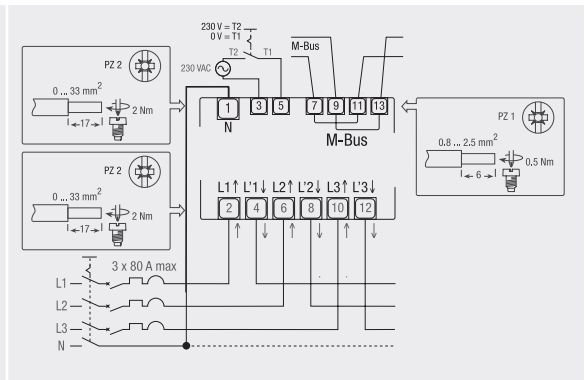 230 V = T2
0 V = T1
T2 T1
230 VAC
M-Bus
PZ 2
0 ... 33 mm²
17
2 Nm
1 3 5 7 9 11 13
N
M-Bus
PZ 1
0.8 ... 2.5 mm²
6
0.5 Nm
PZ 2
0 ... 33 mm²
17
2 Nm
L1↑ L'1↓ L2↑ L'2↓ L3↑ L'3↓
2 4 6 8 10 12
↑ ↓ ↑ ↓ ↑ ↓
3 x 80 A max
L1
L2
L3
N